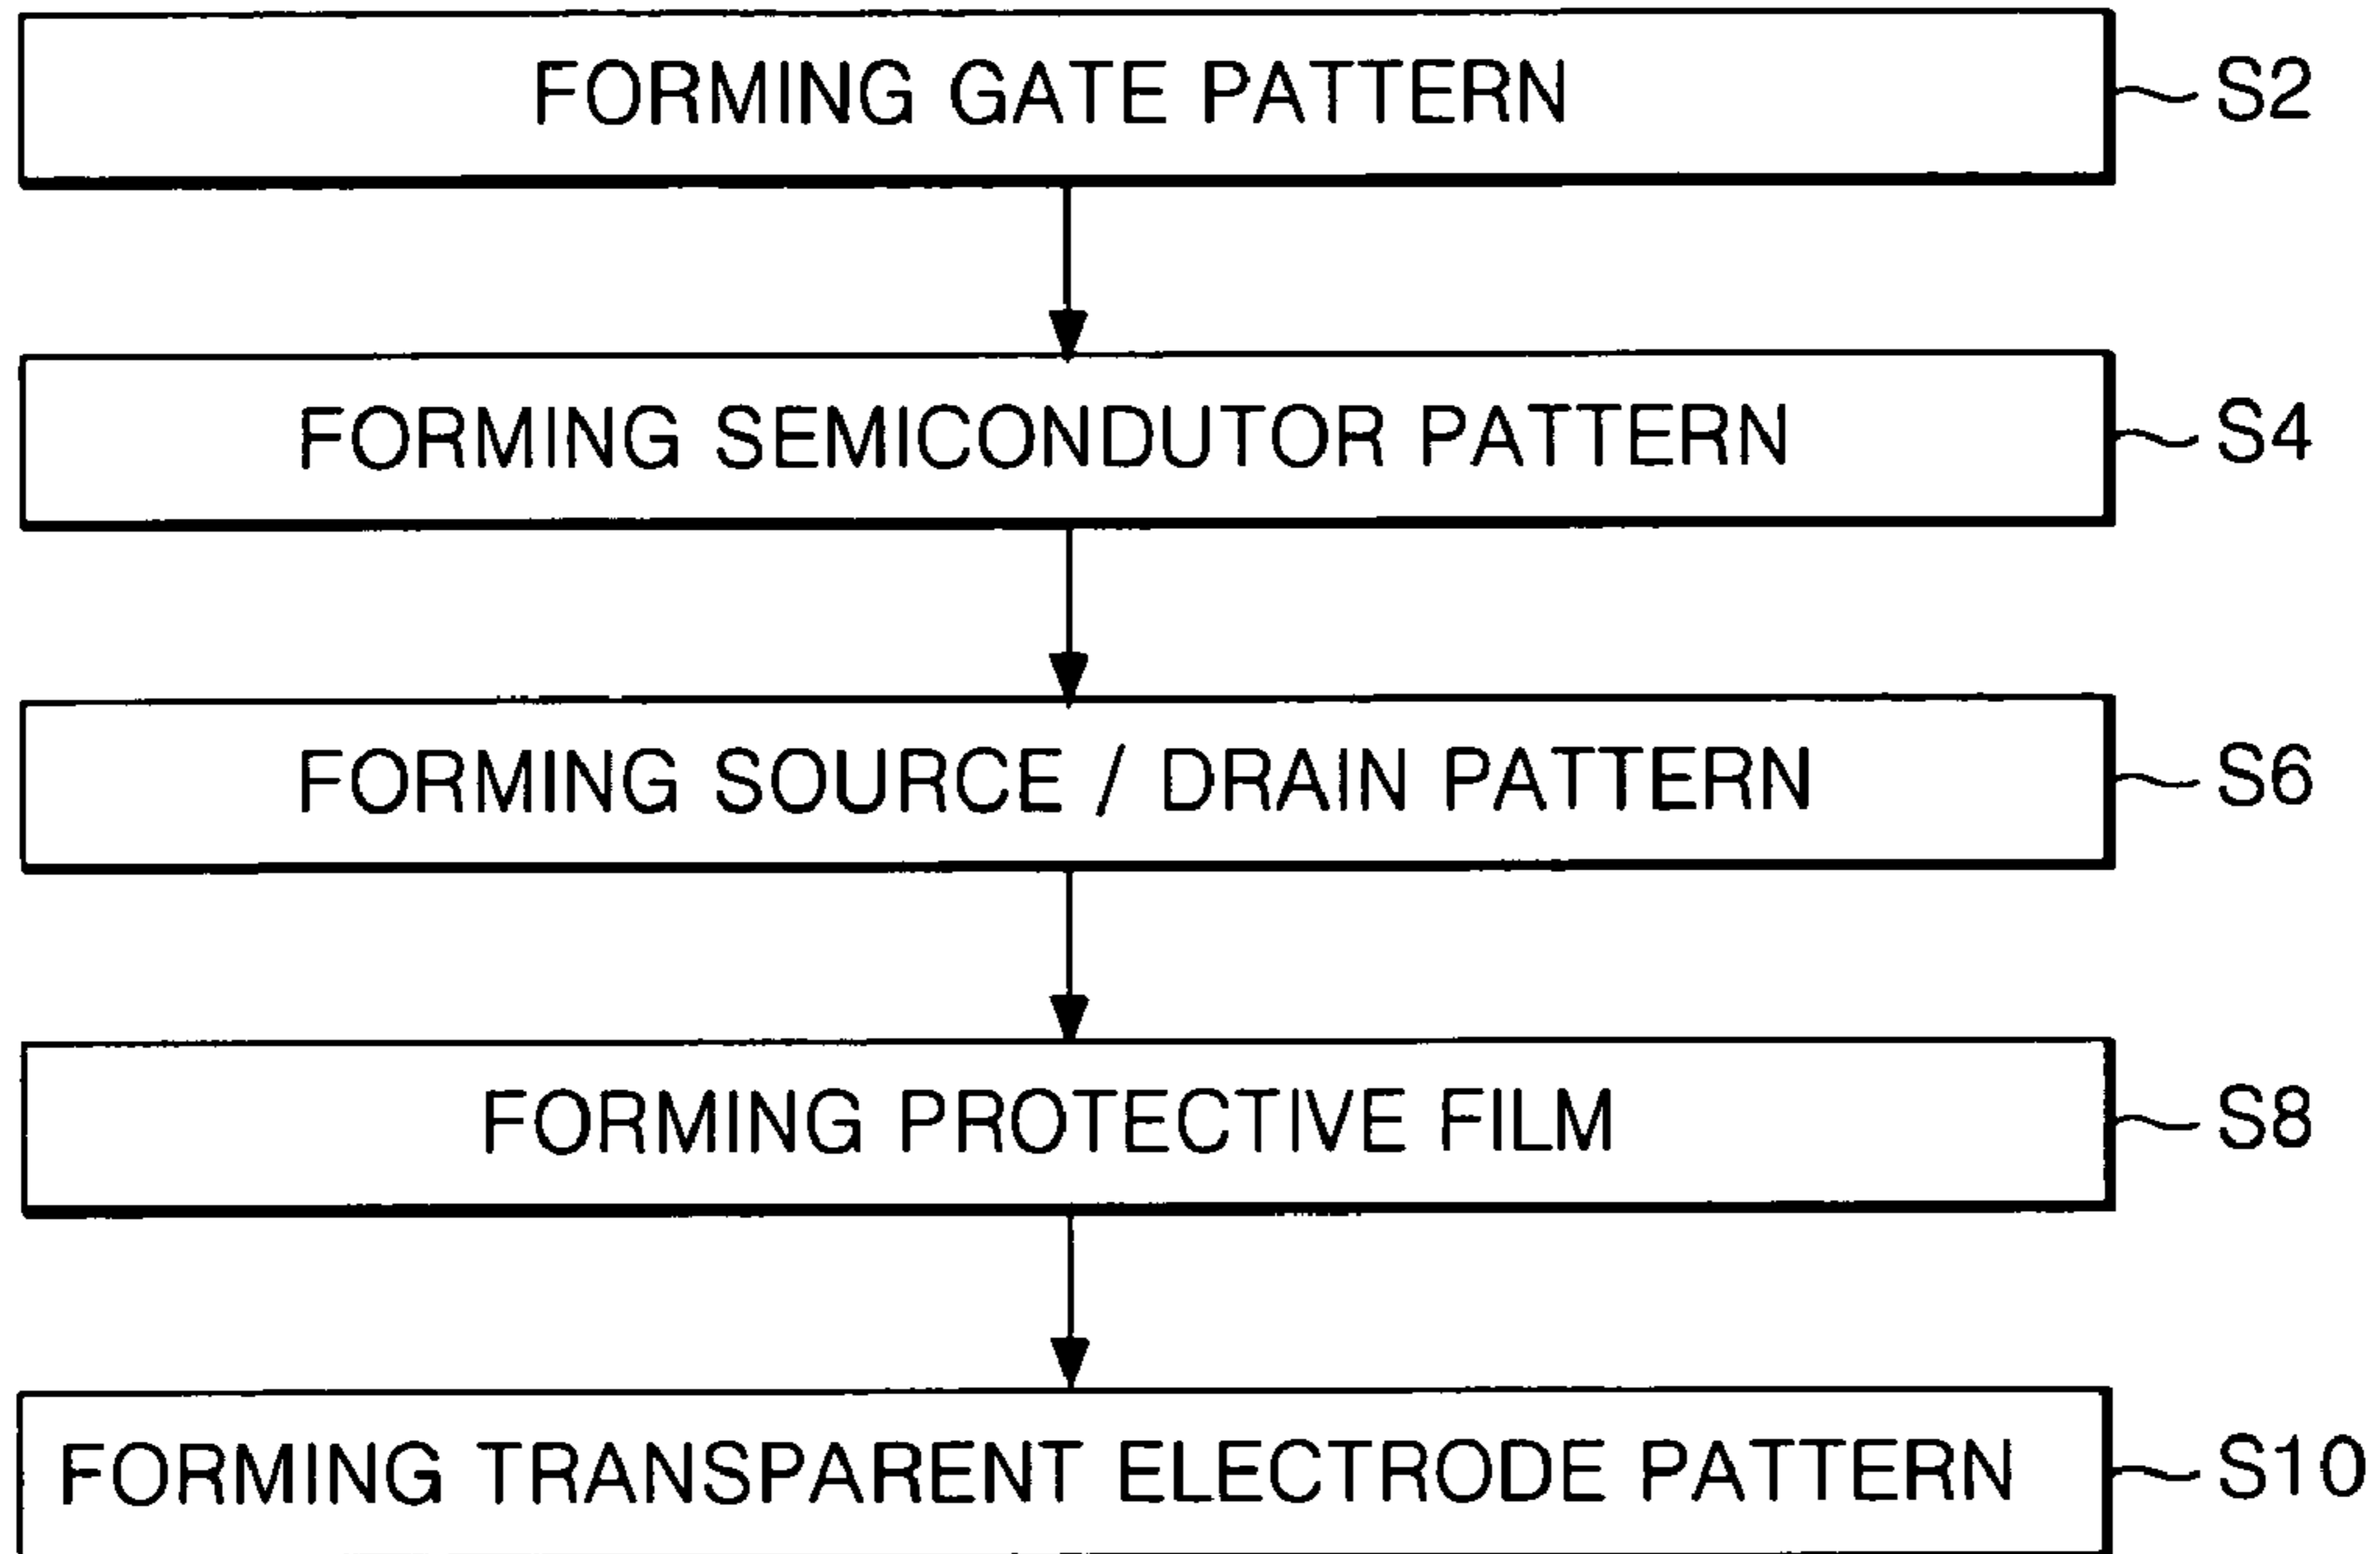 FORMING GATE PATTERN S2
FORMING SEMICONDUTOR PATTERN S4
FORMING SOURCE / DRAIN PATTERN S6
FORMING PROTECTIVE FILM S8
FORMING TRANSPARENT ELECTRODE PATTERN S10